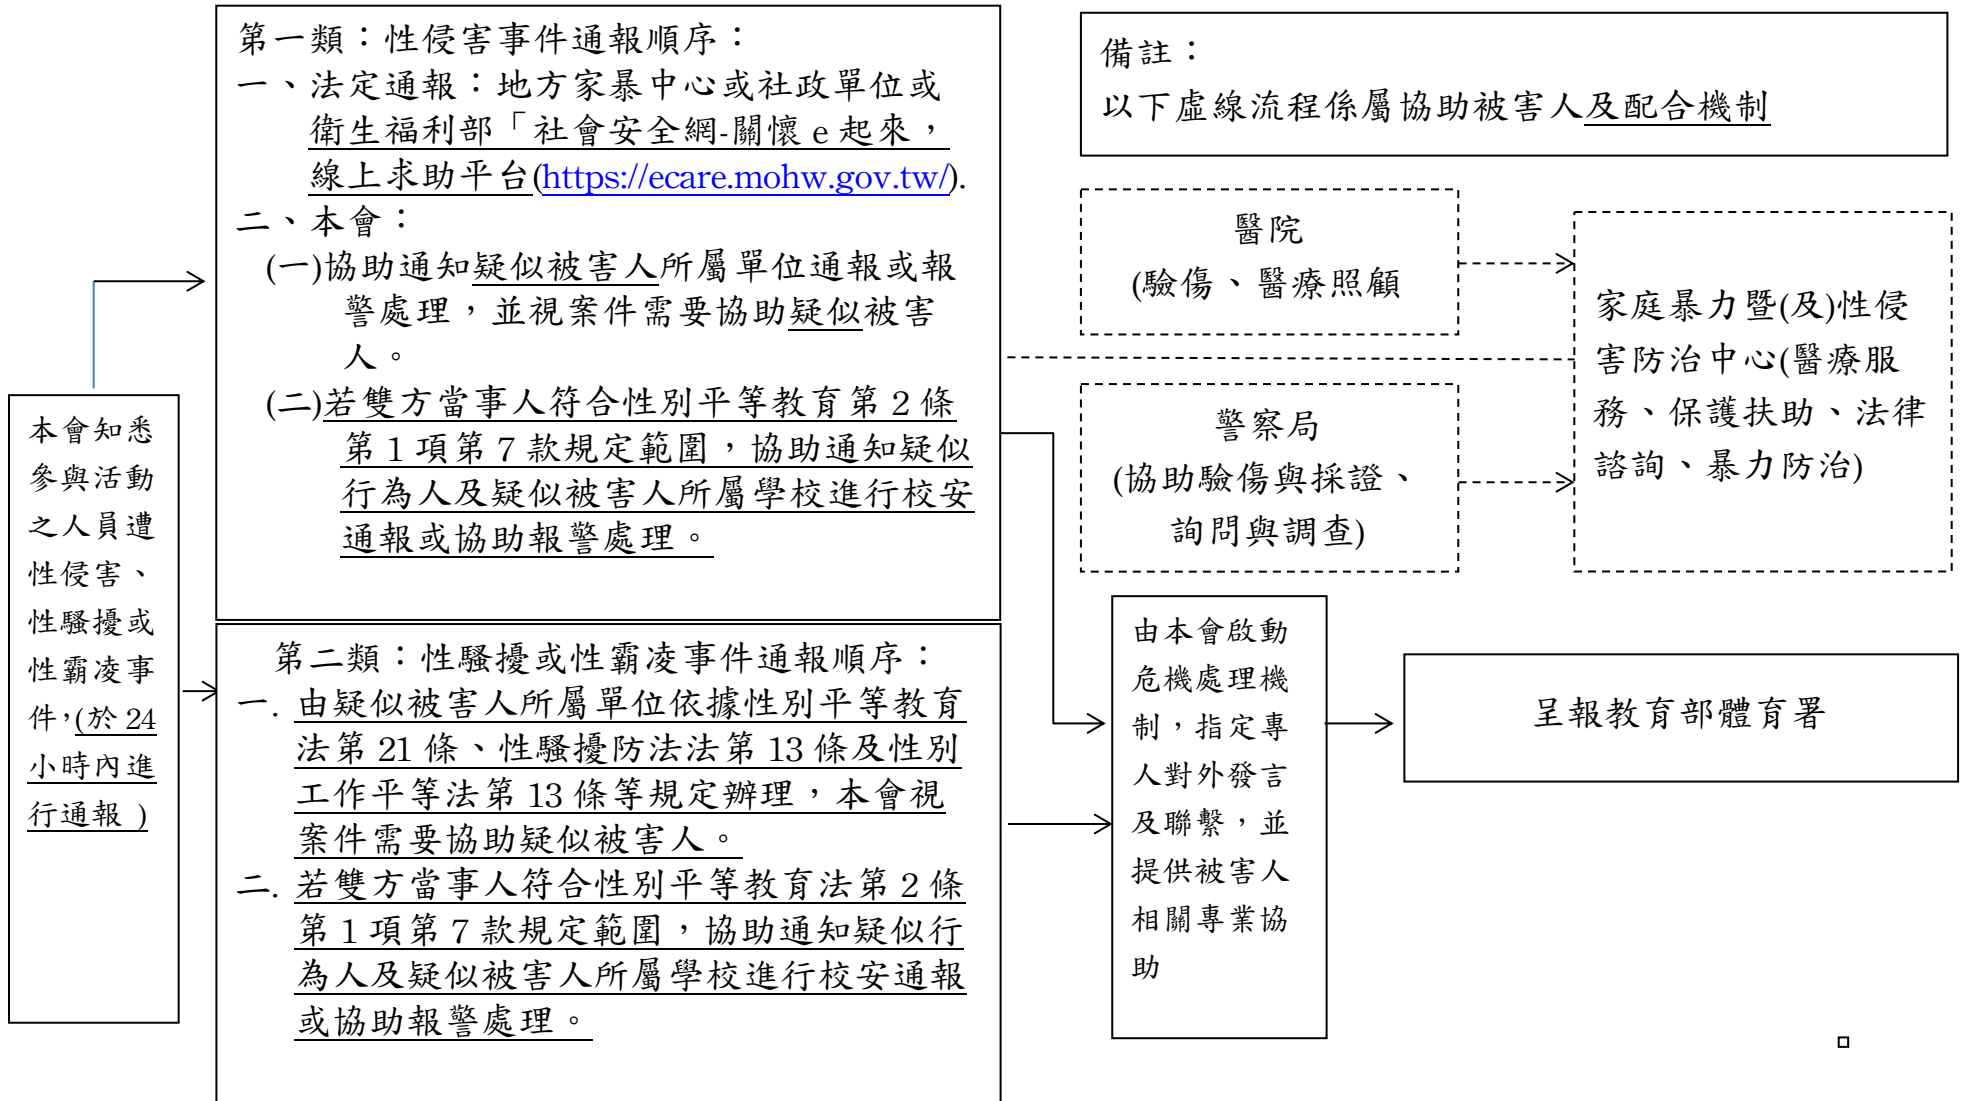 本會知悉
參與活動
之人員遭
性侵害、
性騷擾或
性霸凌事
件,(於 24
小時內進
行通報 )
第一類：性侵害事件通報順序：
一、法定通報：地方家暴中心或社政單位或
衛生福利部「社會安全網-關懷 e 起來，
線上求助平台(https://ecare.mohw.gov.tw/).
二、本會：
(一)協助通知疑似被害人所屬單位通報或報
警處理，並視案件需要協助疑似被害
人。
(二)若雙方當事人符合性別平等教育第 2 條
第 1 項第 7 款規定範圍，協助通知疑似
行為人及疑似被害人所屬學校進行校安
通報或協助報警處理。
第二類：性騷擾或性霸凌事件通報順序：
一. 由疑似被害人所屬單位依據性別平等教育
法第 21 條、性騷擾防法法第 13 條及性別
工作平等法第 13 條等規定辦理，本會視
案件需要協助疑似被害人。
二. 若雙方當事人符合性別平等教育法第 2 條
第 1 項第 7 款規定範圍，協助通知疑似行
為人及疑似被害人所屬學校進行校安通報
或協助報警處理。
備註：
以下虛線流程係屬協助被害人及配合機制
醫院
(驗傷、醫療照顧
警察局
(協助驗傷與採證、
詢問與調查)
家庭暴力暨(及)性侵
害防治中心(醫療服
務、保護扶助、法律
諮詢、暴力防治)
由本會啟動
危機處理機
制，指定專
人對外發言
及聯繫，並
提供被害人
相關專業協
助
呈報教育部體育署